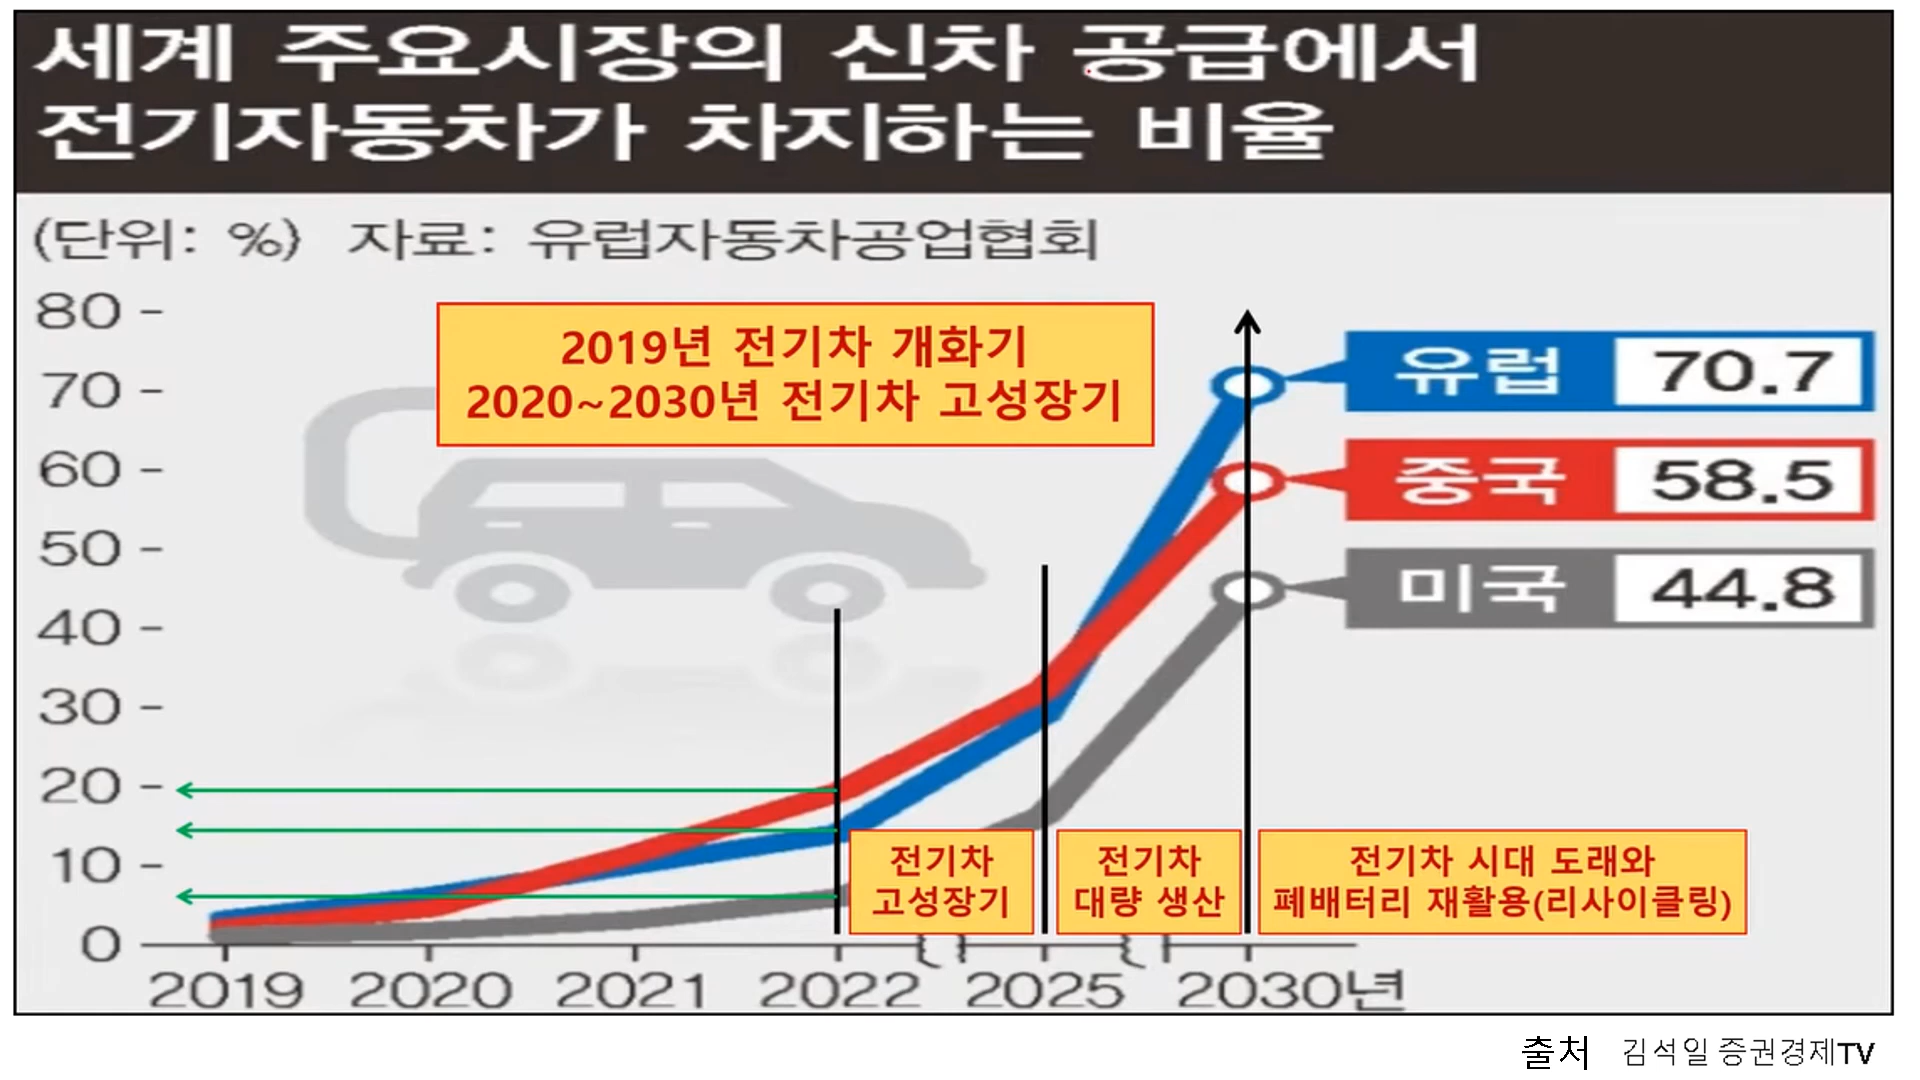 세계 주요시장의 신차 공급에서
전기자동차가 차지하는 비율
(단위: %) 자료: 유럽자동차공업협회
80
70
60
50
40
30
20
10
0
2019년 전기차 개화기
2020~2030년 전기차 고성장기
유럽 70.7
중국 58.5
미국 44.8
전기차
고성장기
전기차
대량 생산
전기차 시대 도래와
폐배터리 재활용(리사이클링)
2019 2020 2021 2022 2025 2030년
출처 김석일 증권경제TV